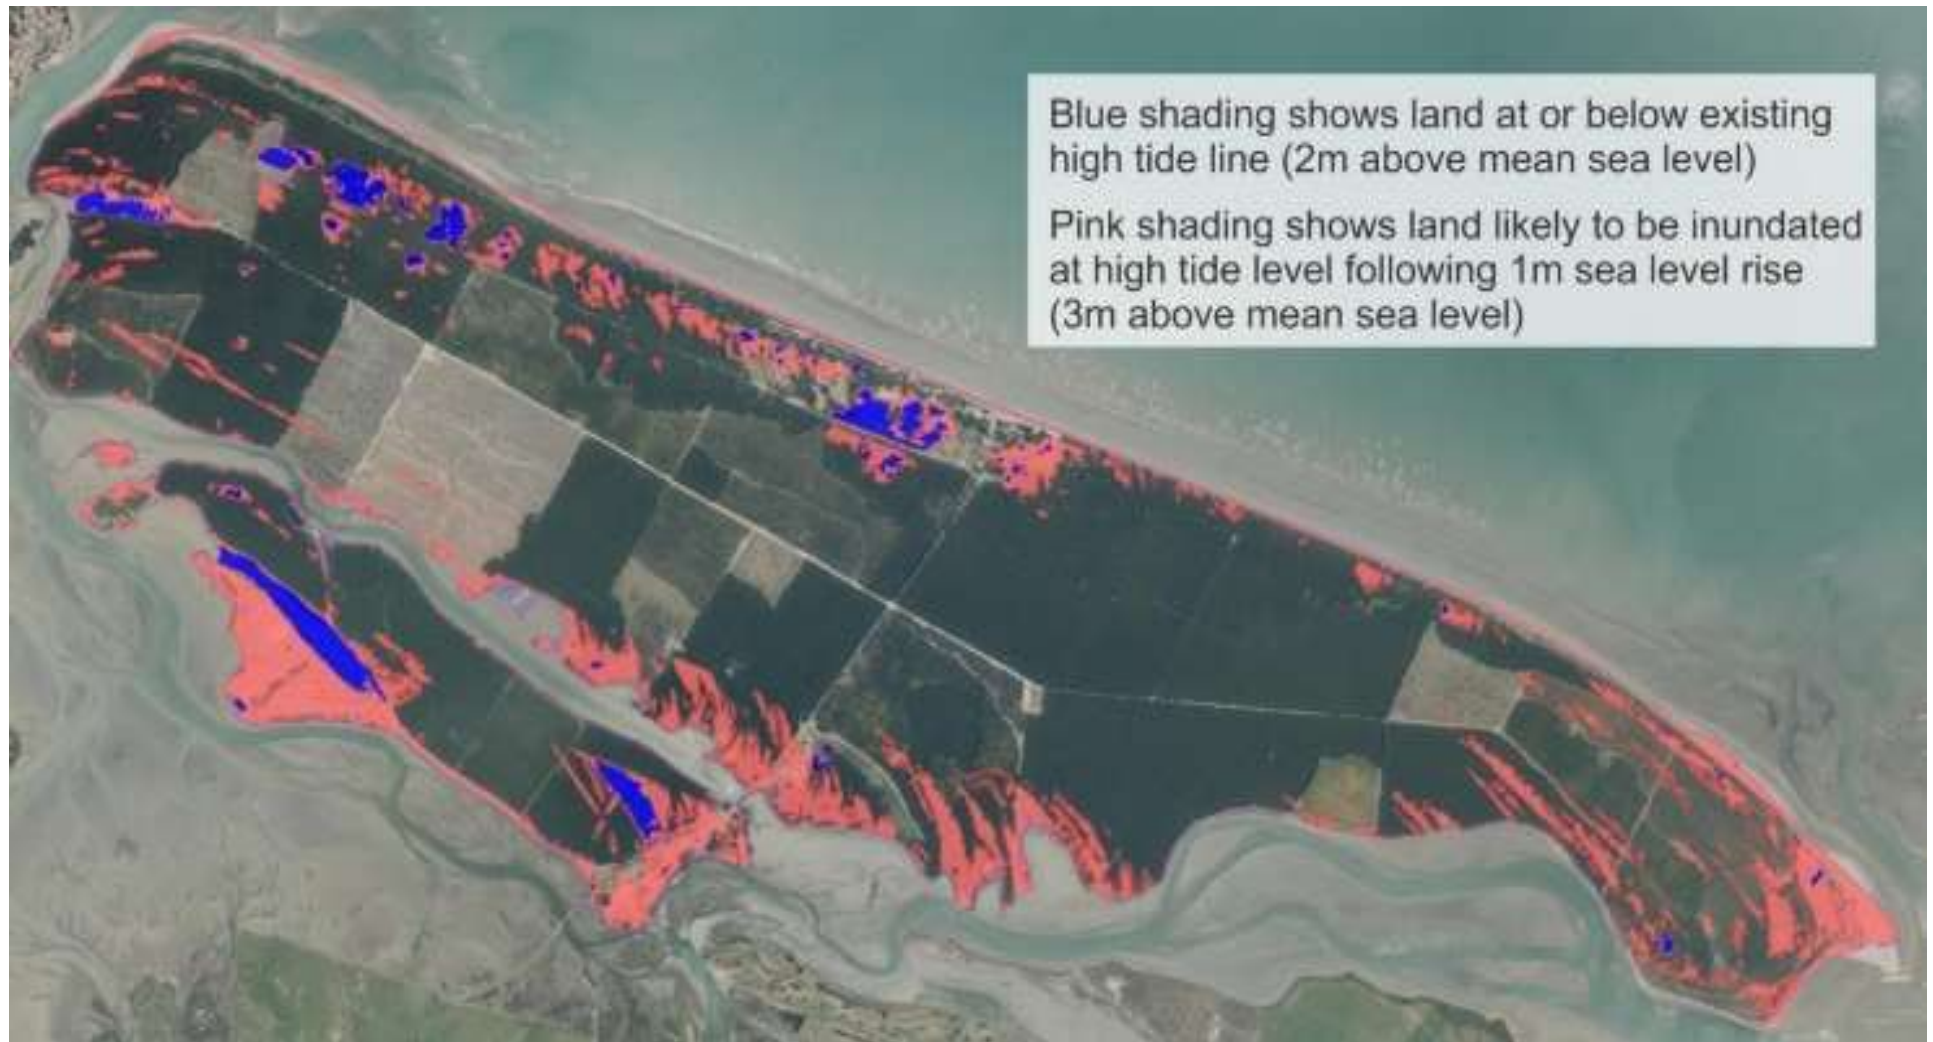 Blue shading shows land at or below existing
high tide line (2m above mean sea level)
Pink shading shows land likely to be inundated
at high tide level following 1m sea level rise
(3m above mean sea level)